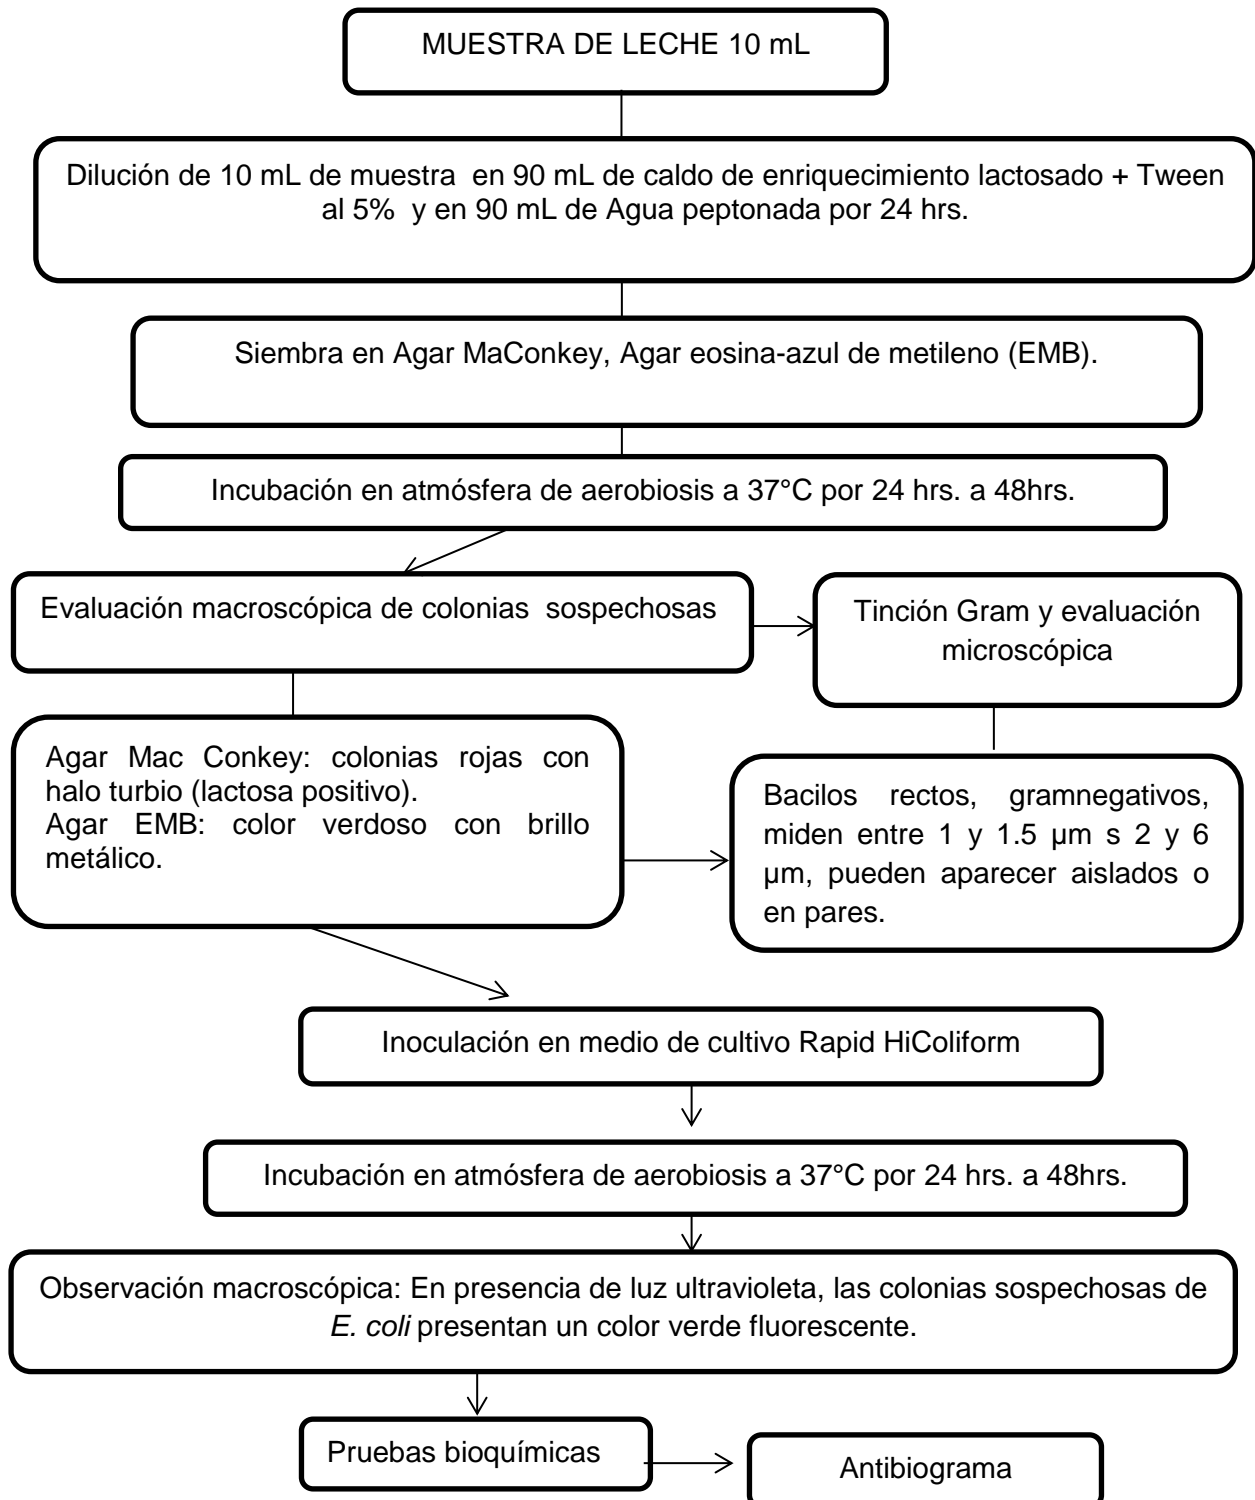 MUESTRA DE LECHE 10 mL
Dilución de 10 mL de muestra en 90 mL de caldo de enriquecimiento lactosado + Tween
al 5% y en 90 mL de Agua peptonada por 24 hrs.
Siembra en Agar MaConkey, Agar eosina-azul de metileno (EMB).
Incubación en atmósfera de aerobiosis a 37°C por 24 hrs. a 48hrs.
Evaluación macroscópica de colonias sospechosas
Tinción Gram y evaluación
microscópica
Agar Mac Conkey: colonias rojas con
halo turbio (lactosa positivo).
Agar EMB: color verdoso con brillo
metálico.
Bacilos rectos, gramnegativos,
miden entre 1 y 1.5 µm s 2 y 6
µm, pueden aparecer aislados o
en pares.
Inoculación en medio de cultivo Rapid HiColiform
Incubación en atmósfera de aerobiosis a 37°C por 24 hrs. a 48hrs.
Observación macroscópica: En presencia de luz ultravioleta, las colonias sospechosas de
E. coli presentan un color verde fluorescente.
Pruebas bioquímicas
Antibiograma